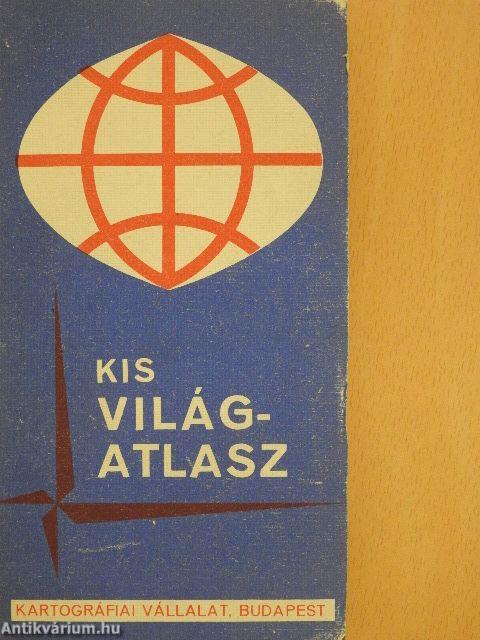 KIS
VILÁG-
ATLASZ
KARTOGRÁFIAI VÁLLALAT, BUDAPEST
Antikvárium.hu